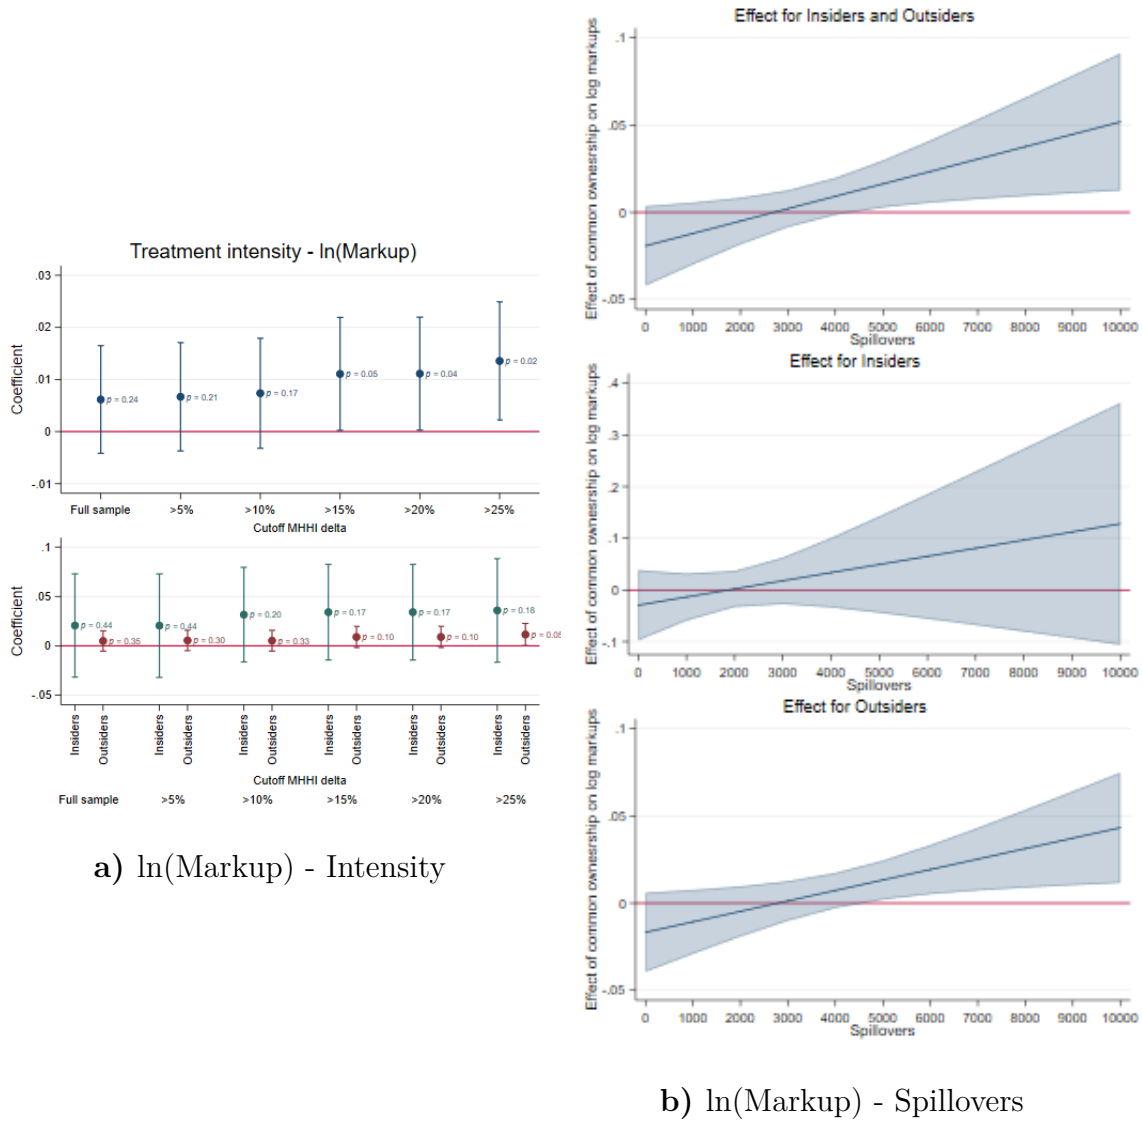 Treatment intensity - ln(Markup)
Coefficient
.03
.02
.01
0
-.01
p = 0.24
p = 0.21
p = 0.17
p = 0.05
p = 0.04
p = 0.02
Full sample >5% >10% >15% >20% >25%
Cutoff MHHI delta
Coefficient
.1
.05
0
-.05
p = 0.44
p = 0.35
p = 0.44
p = 0.30
p = 0.20
p = 0.33
p = 0.17
p = 0.10
p = 0.17
p = 0.10
p = 0.18
Insiders Outsiders Insiders Outsiders Insiders Outsiders Insiders Outsiders Insiders Outsiders Insiders Outsiders
Cutoff MHHI delta
Full sample >5% >10% >15% >20% >25%
a) ln(Markup) - Intensity
Effect for Insiders and Outsiders
Effect of common ownesrship on log markups
.1
.05
0
-.05
0 1000 2000 3000 4000 5000 6000 7000 8000 9000 10000
Spillovers
Effect for Insiders
Effect of common ownesrship on log markups
.4
.3
.2
.1
0
-.1
0 1000 2000 3000 4000 5000 6000 7000 8000 9000 10000
Spillovers
Effect for Outsiders
Effect of common ownesrship on log markups
.1
.05
0
-.05
0 1000 2000 3000 4000 5000 6000 7000 8000 9000 10000
Spillovers
b) ln(Markup) - Spillovers